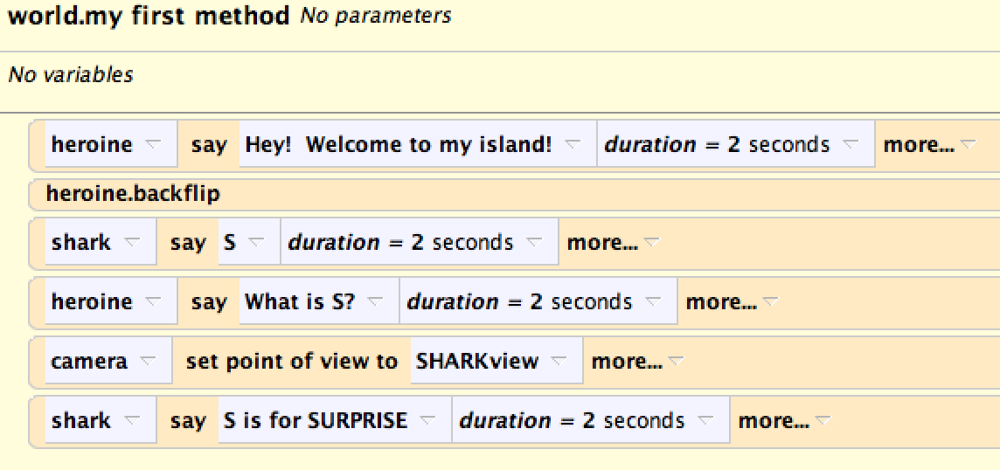 world.my first method No parameters
No variables
heroine say Hey! Welcome to my island! duration = 2 seconds more...
heroine.backflip
shark say S duration = 2 seconds more...
heroine say What is S? duration = 2 seconds more...
camera set point of view to SHARKview more...
shark say S is for SURPRISE duration = 2 seconds more...